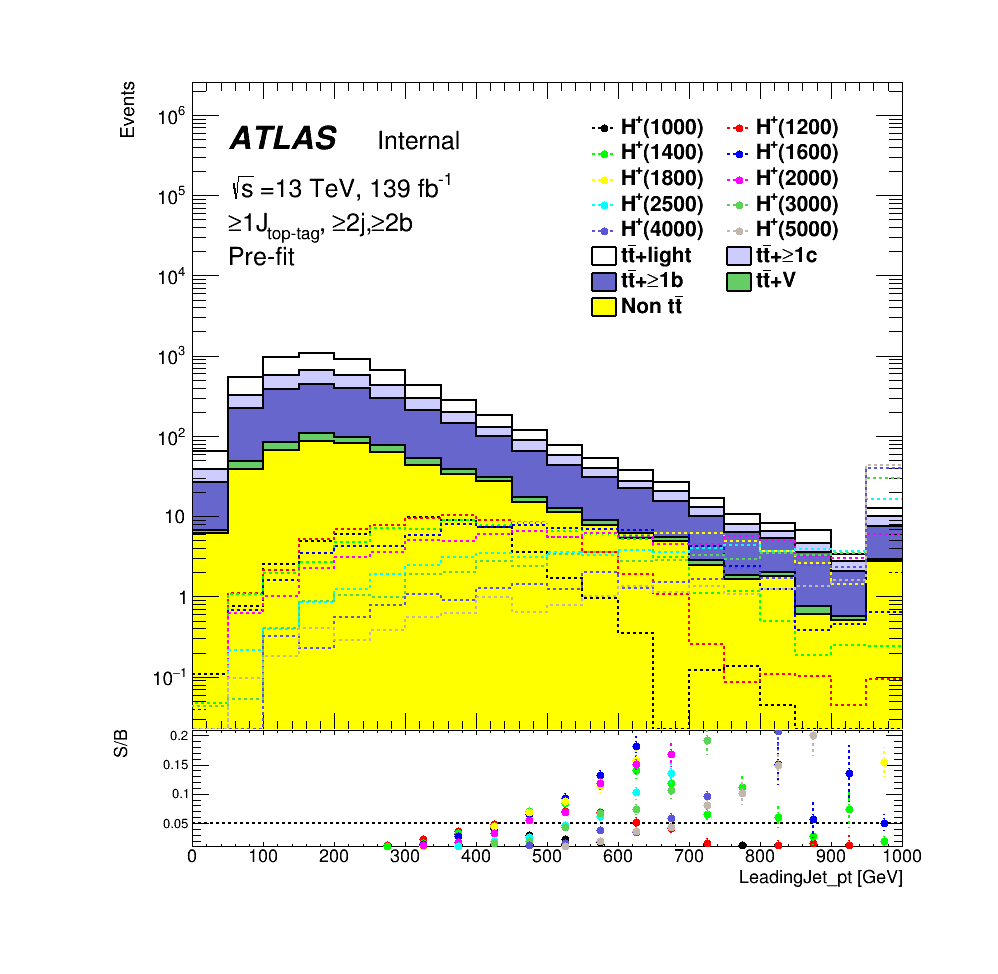 Events
10⁶
10⁵
10⁴
10³
10²
10
1
10⁻¹
ATLAS Internal
√s =13 TeV, 139 fb⁻¹
≥1J_top-tag, ≥2j,≥2b
Pre-fit
H⁺(1000) H⁺(1200)
H⁺(1400) H⁺(1600)
H⁺(1800) H⁺(2000)
H⁺(2500) H⁺(3000)
H⁺(4000) H⁺(5000)
tt̄+light tt̄+≥1c
tt̄+≥1b tt̄+V
Non tt̄
S/B
0.2
0.15
0.1
0.05
0 100 200 300 400 500 600 700 800 900 1000
LeadingJet_pt [GeV]